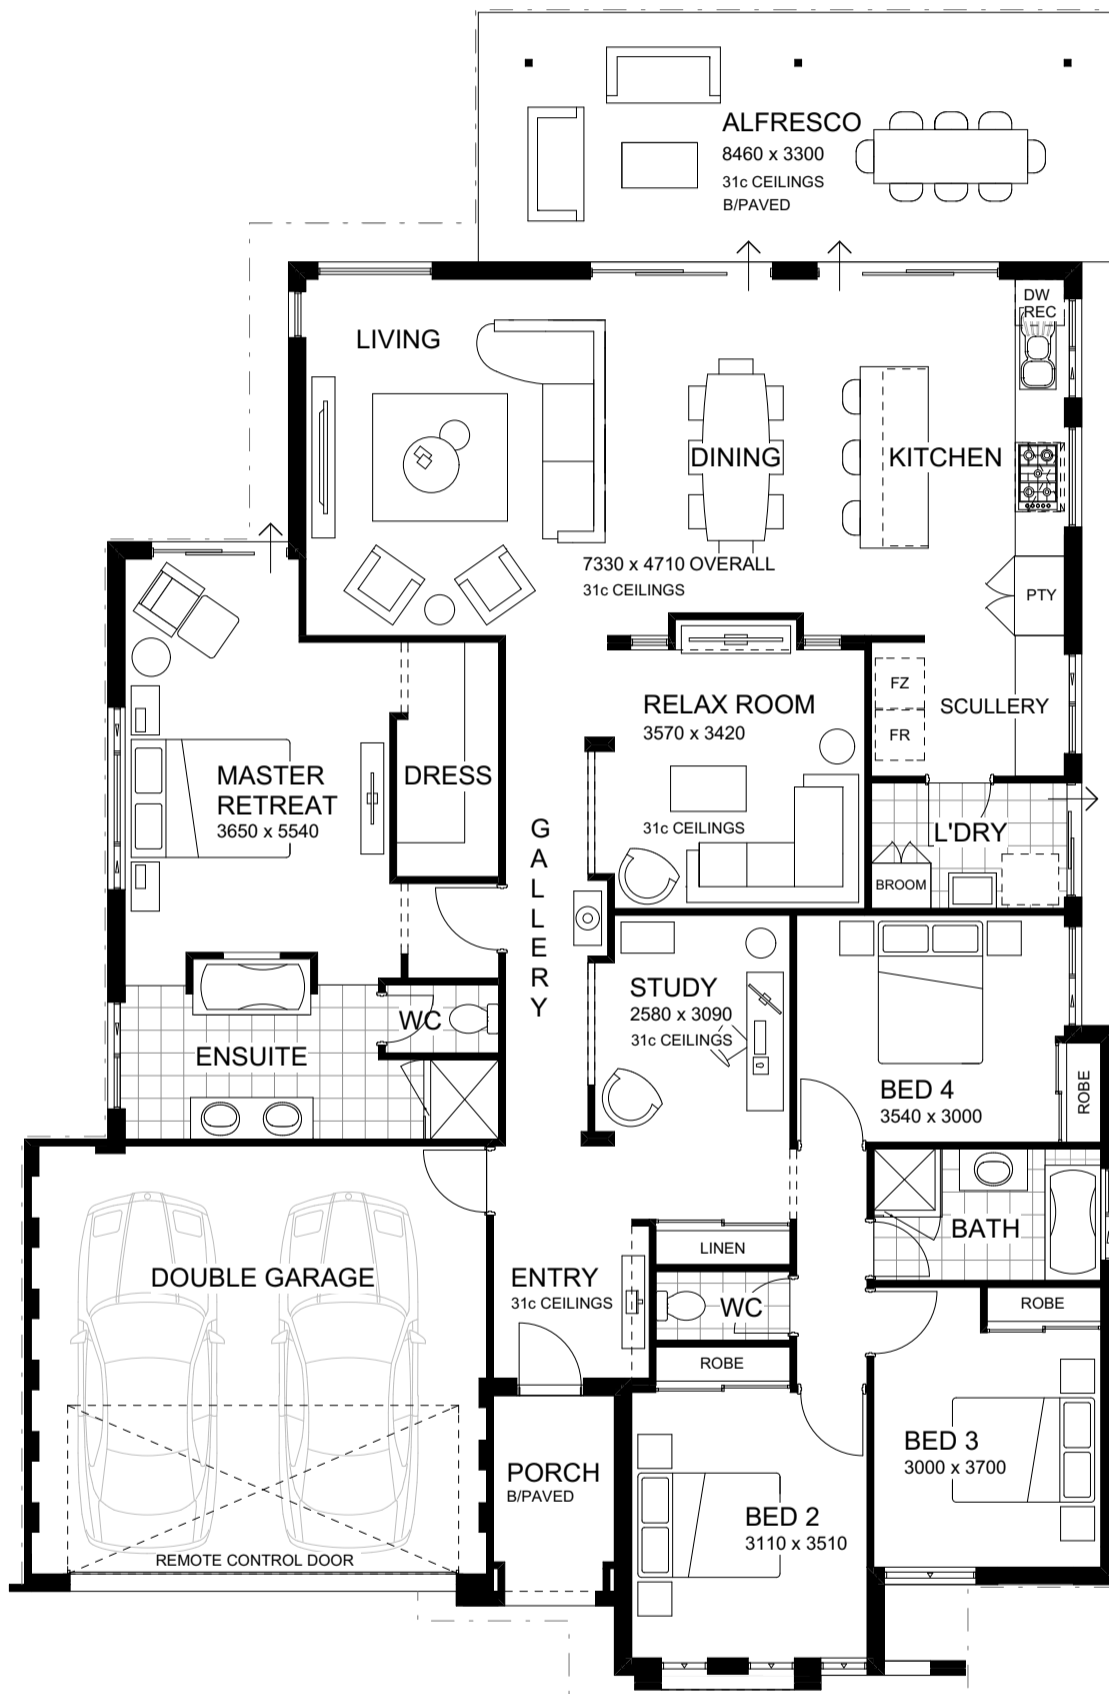 ALFRESCO
8460 x 3300
31c CEILINGS
B/PAVED
DW
REC
LIVING
DINING
KITCHEN
7330 x 4710 OVERALL
31c CEILINGS
PTY
FZ
FR
SCULLERY
RELAX ROOM
3570 x 3420
31c CEILINGS
MASTER
RETREAT
3650 x 5540
DRESS
GALLERY
L'DRY
BROOM
STUDY
2580 x 3090
31c CEILINGS
WC
ENSUITE
BED 4
3540 x 3000
ROBE
BATH
LINEN
DOUBLE GARAGE
ENTRY
31c CEILINGS
WC
ROBE
ROBE
BED 3
3000 x 3700
PORCH
B/PAVED
BED 2
3110 x 3510
REMOTE CONTROL DOOR